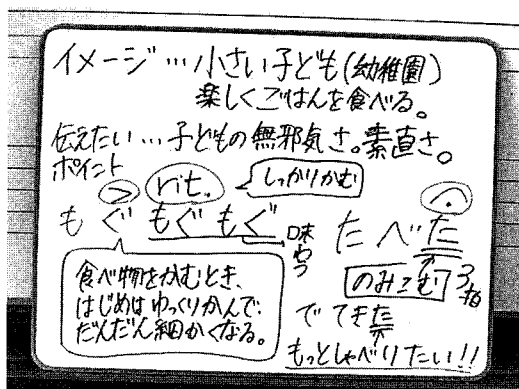 イメージ…小さい子ども(幼稚園)
楽しくごはんを食べる。
伝えたい…子どもの無邪気さ。素直さ。
ポイント
> rit. しっかりかむ
もぐもぐもぐ 味わう
食べ物をかむとき、
はじめはゆっくりかんで、
だんだん細かくなる。
たべた
のみこむ 3拍
でてきた
もっとしゃべりたい!!